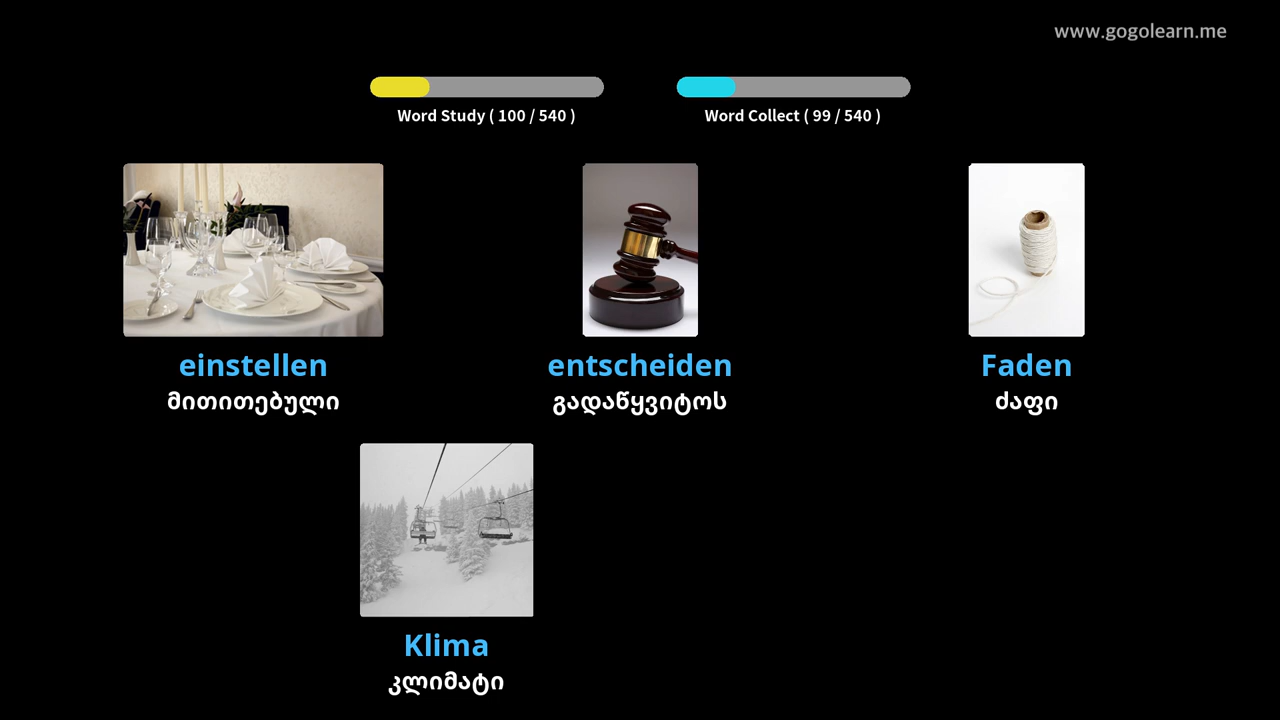 www.gogolearn.me
Word Study ( 100 / 540 )
Word Collect ( 99 / 540 )
einstellen
მითითებული
entscheiden
გადაწყვიტოს
Faden
ძაფი
Klima
კლიმატი